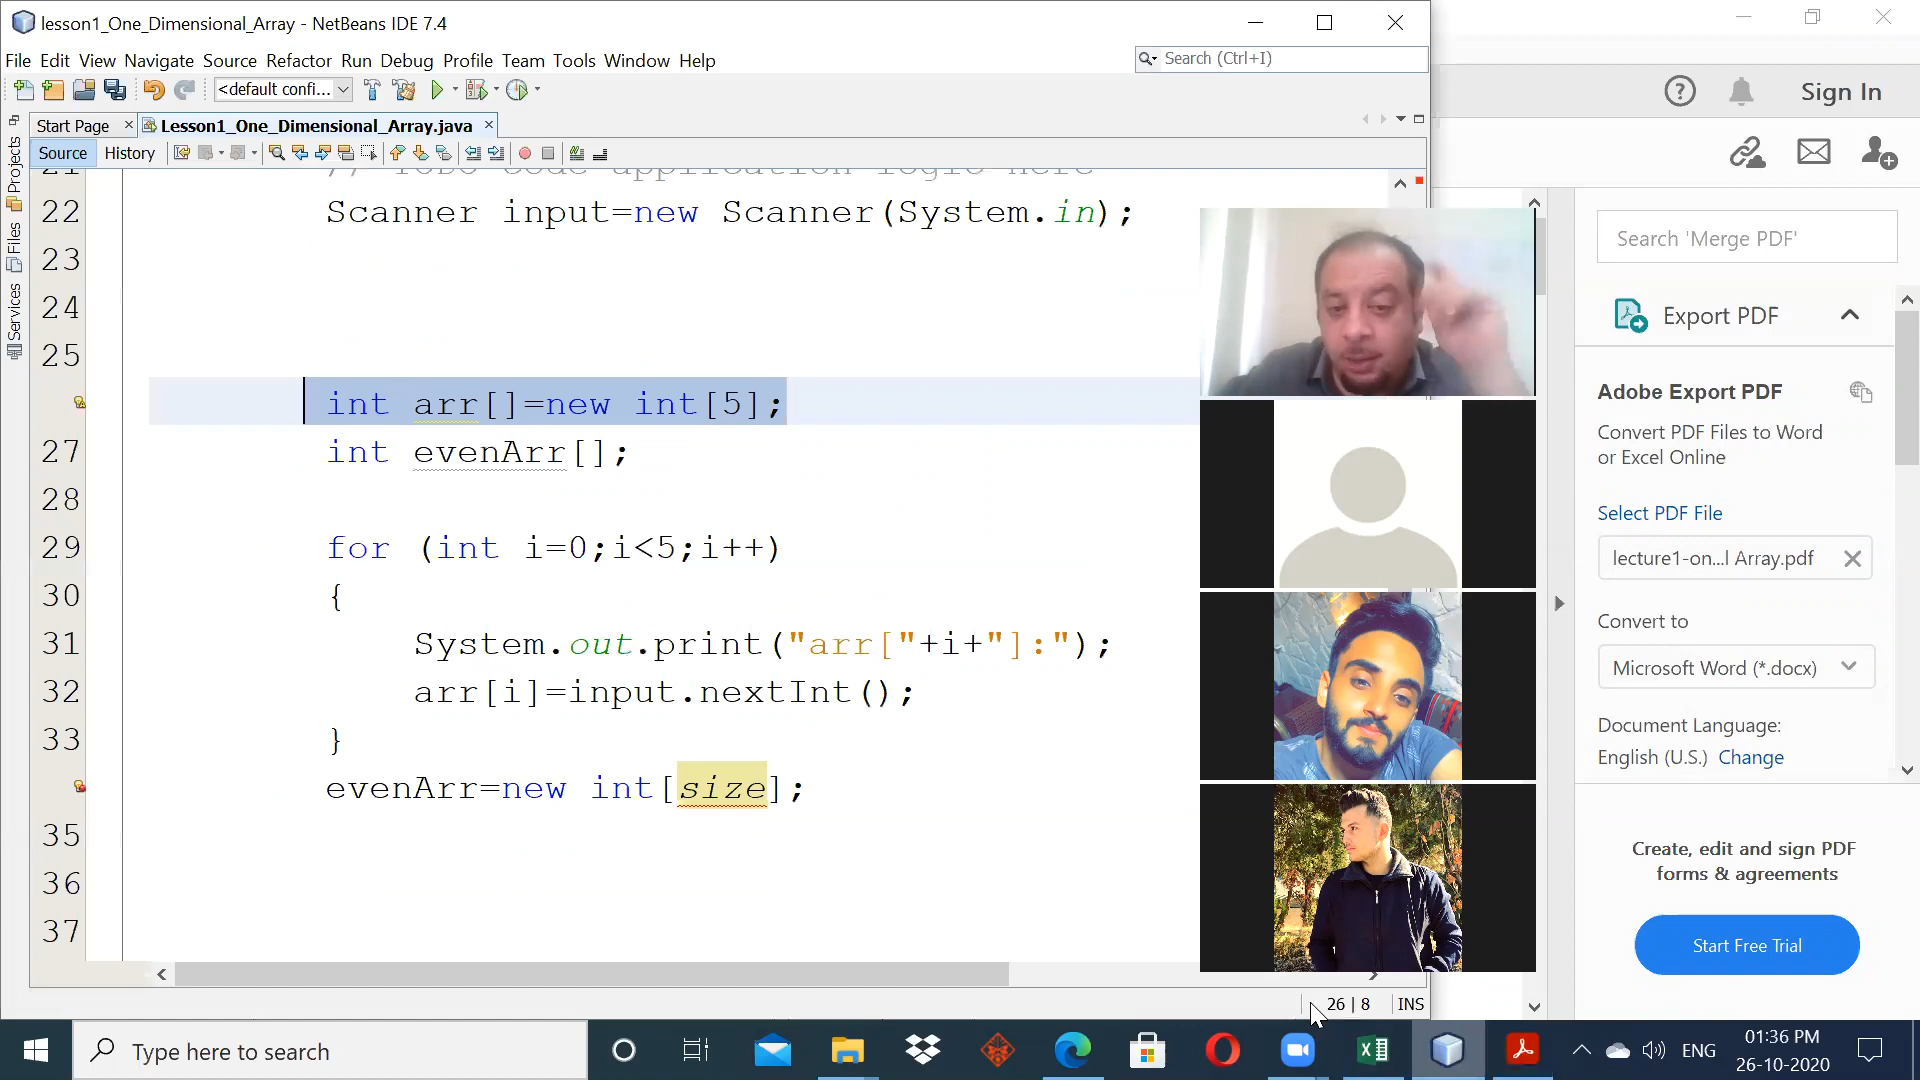 lesson1_One_Dimensional_Array - NetBeans IDE 7.4
File Edit View Navigate Source Refactor Run Debug Profile Team Tools Window Help
Search (Ctrl+I)
<default confi...
Start Page
Lesson1_One_Dimensional_Array.java
Source History
Projects
Files
Services
21 // TODO code application logic here
22 Scanner input=new Scanner(System.in);
23
24
25
int arr[]=new int[5];
27 int evenArr[];
28
29 for (int i=0;i<5;i++)
30 {
31 System.out.print("arr["+i+"]:");
32 arr[i]=input.nextInt();
33 }
evenArr=new int[size];
35
36
37
26 | 8 INS
Sign In
Search 'Merge PDF'
Export PDF
Adobe Export PDF
Convert PDF Files to Word
or Excel Online
Select PDF File
lecture1-on...l Array.pdf
Convert to
Microsoft Word (*.docx)
Document Language:
English (U.S.) Change
Create, edit and sign PDF
forms & agreements
Start Free Trial
Type here to search
ENG
01:36 PM
26-10-2020